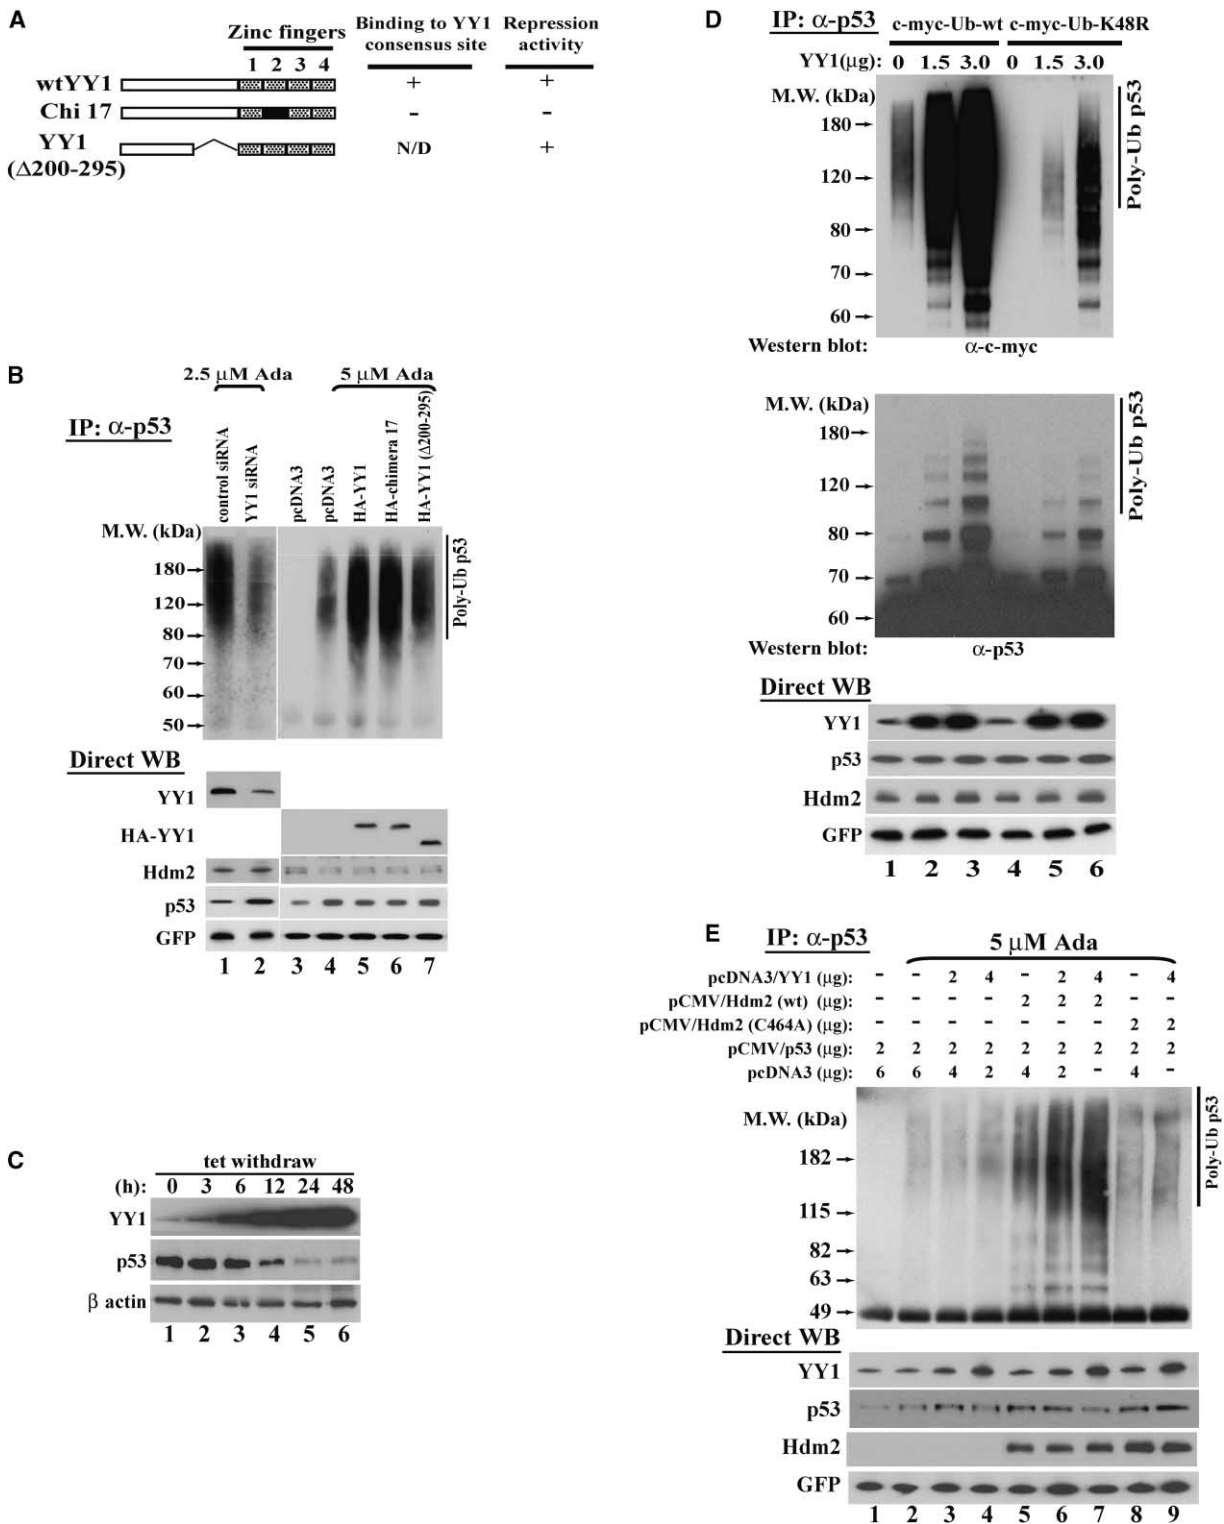 A
Zinc fingers
Binding to YY1 consensus site
Repression activity
1 2 3 4
wtYY1 + +
Chi 17 - -
YY1 (Δ200-295) N/D +
B
2.5 μM Ada
5 μM Ada
IP: α-p53
control siRNA
YY1 siRNA
pcDNA3
pcDNA3
HA-YY1
HA-chimera 17
HA-YY1 (Δ200-295)
M.W. (kDa)
180
120
80
70
60
50
Poly-Ub p53
Direct WB
YY1
HA-YY1
Hdm2
p53
GFP
1 2 3 4 5 6 7
C
tet withdraw
(h): 0 3 6 12 24 48
YY1
p53
β actin
1 2 3 4 5 6
D
IP: α-p53
c-myc-Ub-wt c-myc-Ub-K48R
YY1(μg): 0 1.5 3.0 0 1.5 3.0
M.W. (kDa)
180
120
80
70
60
Poly-Ub p53
Western blot: α-c-myc
M.W. (kDa)
180
120
80
70
60
Poly-Ub p53
Western blot: α-p53
Direct WB
YY1
p53
Hdm2
GFP
1 2 3 4 5 6
E
IP: α-p53
5 μM Ada
pcDNA3/YY1 (μg): - - 2 4 - 2 4 - 4
pCMV/Hdm2 (wt) (μg): - - - - 2 2 2 - -
pCMV/Hdm2 (C464A) (μg): - - - - - - - 2 2
pCMV/p53 (μg): 2 2 2 2 2 2 2 2 2
pcDNA3 (μg): 6 6 4 2 4 2 - 4
M.W. (kDa)
182
115
82
63
49
Poly-Ub p53
Direct WB
YY1
p53
Hdm2
GFP
1 2 3 4 5 6 7 8 9